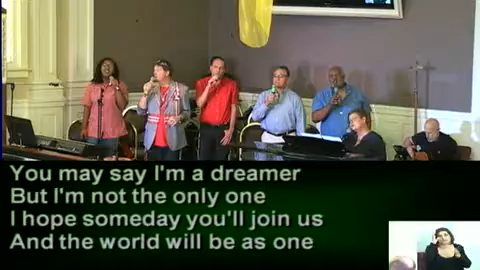 You may say I'm a dreamer
But I'm not the only one
I hope someday you'll join us
And the world will be as one